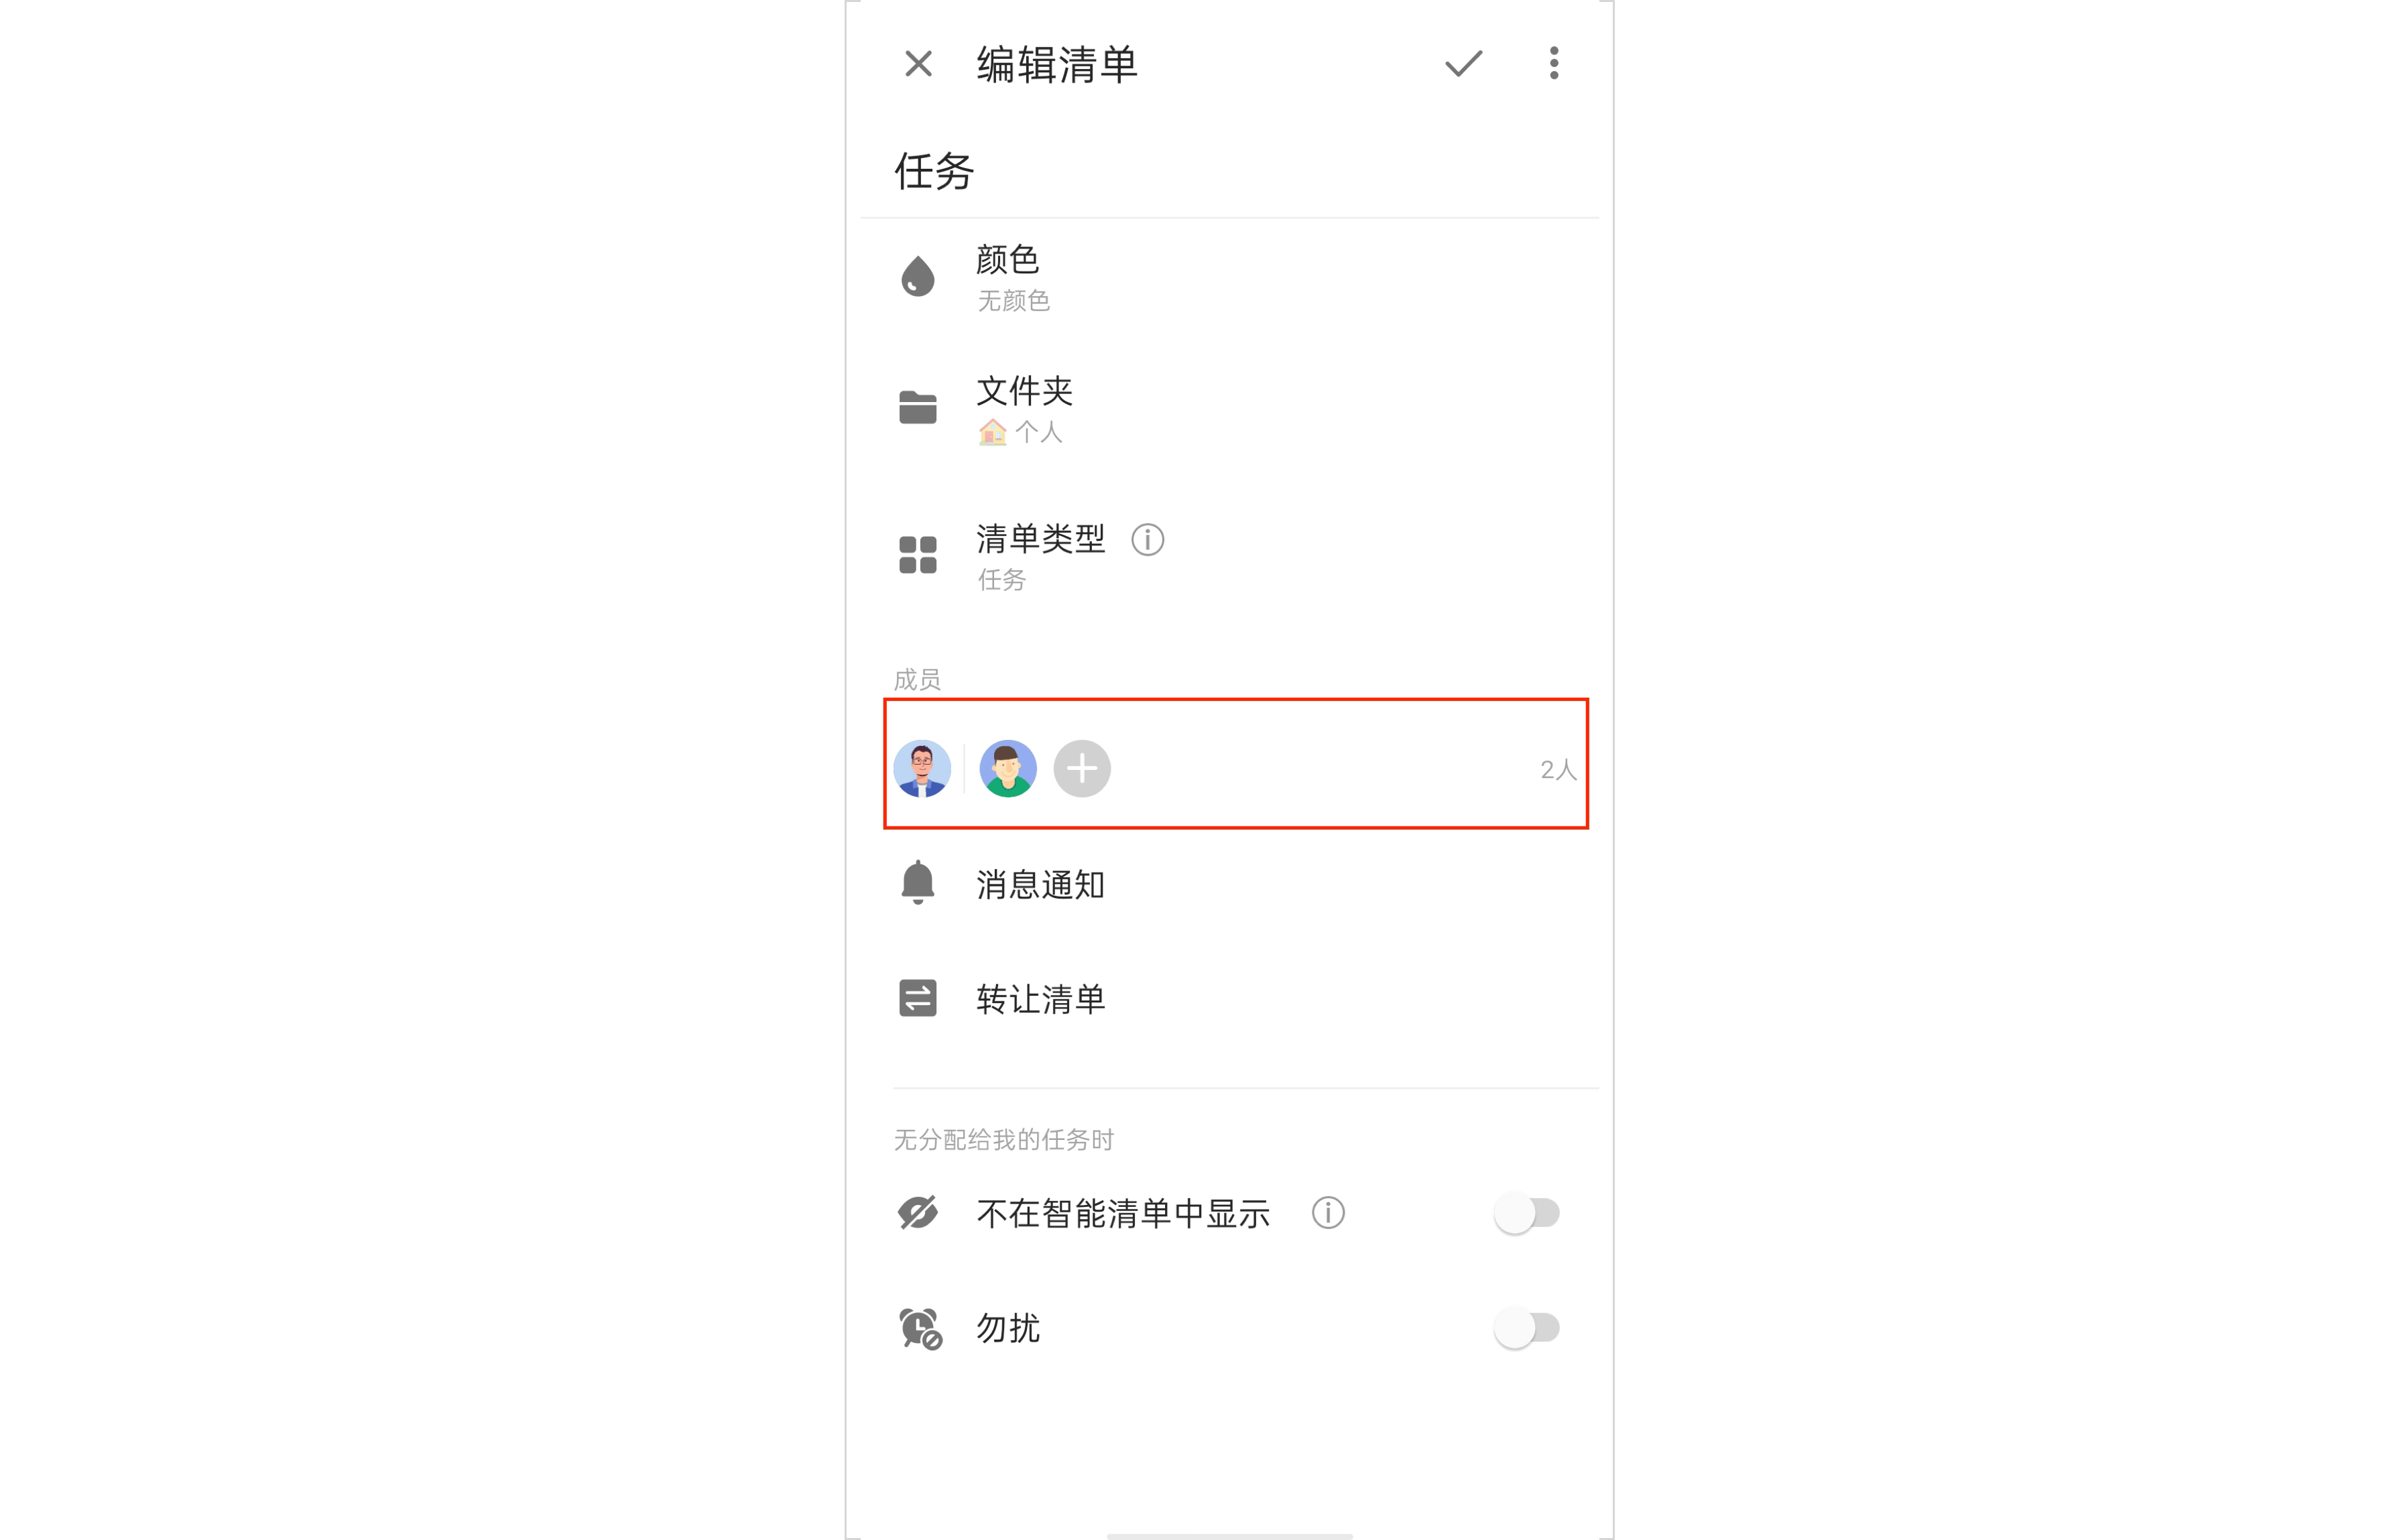 编辑清单
任务
颜色
无颜色
文件夹
个人
清单类型
任务
成员
2人
消息通知
转让清单
无分配给我的任务时
不在智能清单中显示
勿扰